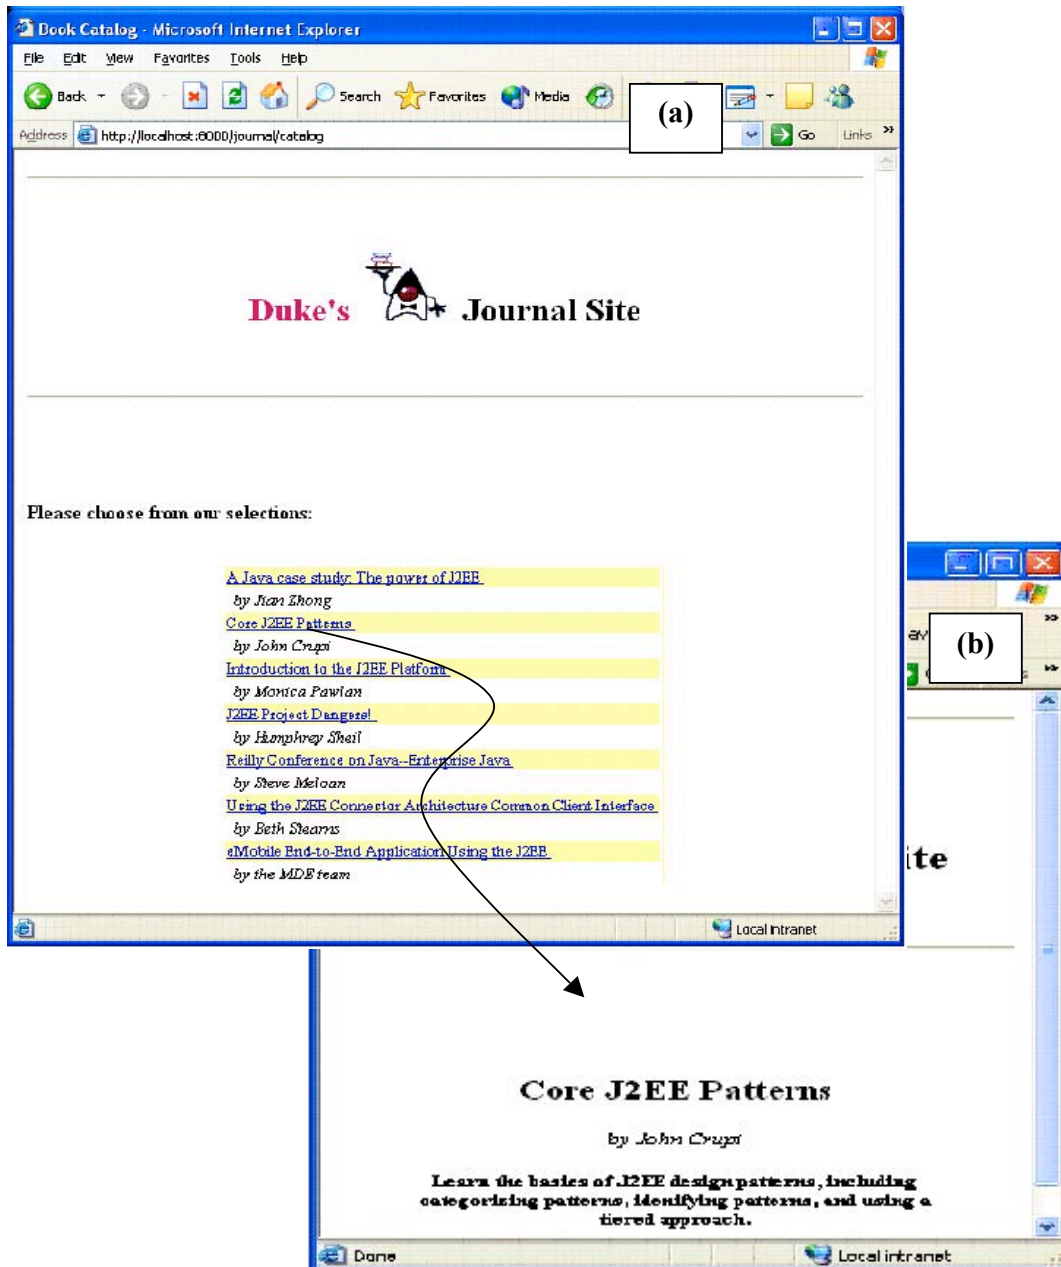 Book Catalog - Microsoft Internet Explorer
File Edit View Favorites Tools Help
Back Search Favorites Media
(a)
Address http://localhost:8000/journal/catalog Go Links
Duke's Journal Site
Please choose from our selections:
A Java case study: The power of J2EE
by Jian Zhong
Core J2EE Patterns
by John Crupi
Introduction to the J2EE Platform
by Monica Pawlan
J2EE Project Dangers!
by Humphrey Sheil
Reilly Conference on Java--Enterprise Java
by Steve Meloan
Using the J2EE Connector Architecture Common Client Interface
by Beth Stearns
eMobile End-to-End Application Using the J2EE
by the MDE team
Local intranet
(b)
ite
Core J2EE Patterns
by John Crupi
Learn the basics of J2EE design patterns, including
categorizing patterns, idenifying patterns, and using a
tiered approach.
Done Local intranet